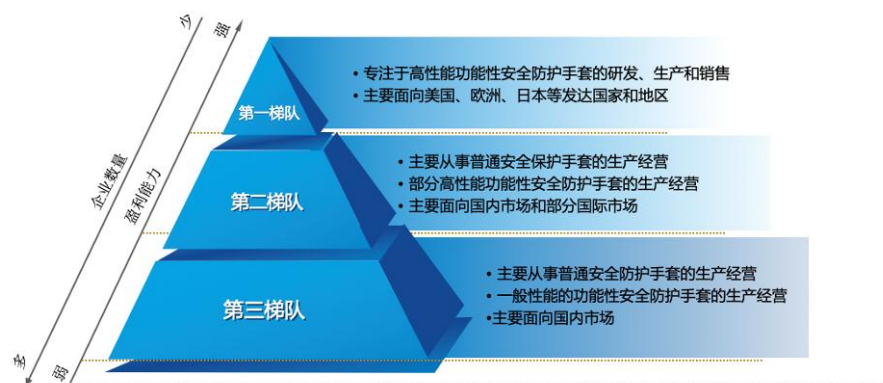 少
强
企业数量
盈利能力
多
弱
第一梯队
• 专注于高性能功能性安全防护手套的研发、生产和销售
• 主要面向美国、欧洲、日本等发达国家和地区
第二梯队
• 主要从事普通安全保护手套的生产经营
• 部分高性能功能性安全防护手套的生产经营
• 主要面向国内市场和部分国际市场
第三梯队
• 主要从事普通安全防护手套的生产经营
• 一般性能的功能性安全防护手套的生产经营
•主要面向国内市场